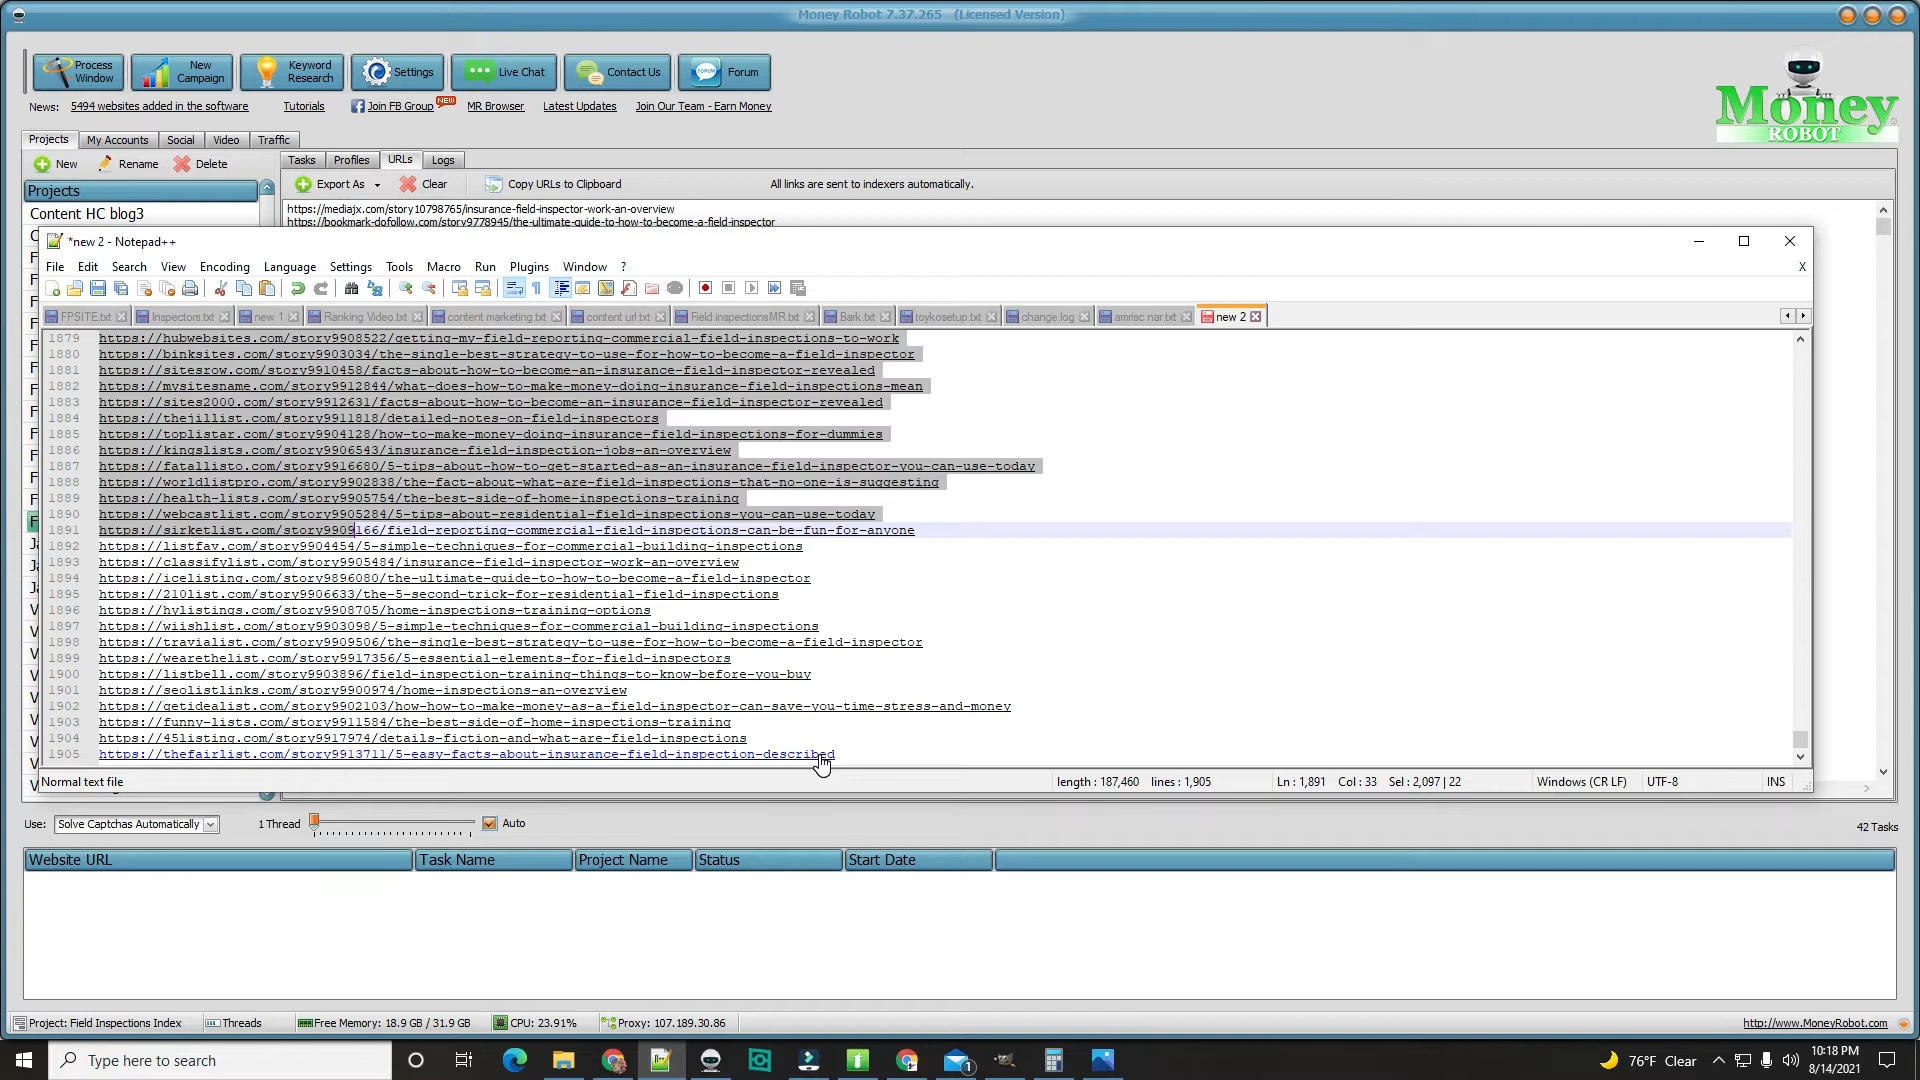 Money Robot 7.37.265 (Licensed Version)
Process Window
New Campaign
Keyword Research
Settings
Live Chat
Contact Us
FORUM
Forum
News: 5494 websites added in the software Tutorials Join FB Group NEW MR Browser Latest Updates Join Our Team - Earn Money
Money
ROBOT
Projects My Accounts Social Video Traffic
Tasks Profiles URLs Logs
New Rename Delete
Export As Clear Copy URLs to Clipboard All links are sent to indexers automatically.
Projects
Content HC blog3
https://mediajx.com/story10798765/insurance-field-inspector-work-an-overview
https://bookmark-dofollow.com/story9778945/the-ultimate-guide-to-how-to-become-a-field-inspector
*new 2 - Notepad++
File Edit Search View Encoding Language Settings Tools Macro Run Plugins Window ? X
FPSITE.txt Inspectors.txt new 1 Ranking Video.txt content marketing.txt content url.txt Field inspectionsMR.txt Bark.txt toykosetup.txt change.log amrisc nar.txt new 2
1879 https://hubwebsites.com/story9908522/getting-my-field-reporting-commercial-field-inspections-to-work
1880 https://binksites.com/story9903034/the-single-best-strategy-to-use-for-how-to-become-a-field-inspector
1881 https://sitesrow.com/story9910458/facts-about-how-to-become-an-insurance-field-inspector-revealed
1882 https://mysitesname.com/story9912844/what-does-how-to-make-money-doing-insurance-field-inspections-mean
1883 https://sites2000.com/story9912631/facts-about-how-to-become-an-insurance-field-inspector-revealed
1884 https://thejillist.com/story9911818/detailed-notes-on-field-inspectors
1885 https://toplistar.com/story9904128/how-to-make-money-doing-insurance-field-inspections-for-dummies
1886 https://kingslists.com/story9906543/insurance-field-inspection-jobs-an-overview
1887 https://fatallisto.com/story9916680/5-tips-about-how-to-get-started-as-an-insurance-field-inspector-you-can-use-today
1888 https://worldlistpro.com/story9902838/the-fact-about-what-are-field-inspections-that-no-one-is-suggesting
1889 https://health-lists.com/story9905754/the-best-side-of-home-inspections-training
1890 https://webcastlist.com/story9905284/5-tips-about-residential-field-inspections-you-can-use-today
1891 https://sirketlist.com/story9909166/field-reporting-commercial-field-inspections-can-be-fun-for-anyone
1892 https://listfav.com/story9904454/5-simple-techniques-for-commercial-building-inspections
1893 https://classifylist.com/story9905484/insurance-field-inspector-work-an-overview
1894 https://icelisting.com/story9896080/the-ultimate-guide-to-how-to-become-a-field-inspector
1895 https://210list.com/story9906633/the-5-second-trick-for-residential-field-inspections
1896 https://hylistings.com/story9908705/home-inspections-training-options
1897 https://wiishlist.com/story9903098/5-simple-techniques-for-commercial-building-inspections
1898 https://travialist.com/story9909506/the-single-best-strategy-to-use-for-how-to-become-a-field-inspector
1899 https://wearethelist.com/story9917356/5-essential-elements-for-field-inspectors
1900 https://listbell.com/story9903896/field-inspection-training-things-to-know-before-you-buy
1901 https://seolistlinks.com/story9900974/home-inspections-an-overview
1902 https://getidealist.com/story9902103/how-how-to-make-money-as-a-field-inspector-can-save-you-time-stress-and-money
1903 https://funny-lists.com/story9911584/the-best-side-of-home-inspections-training
1904 https://45listing.com/story9917974/details-fiction-and-what-are-field-inspections
1905 https://thefairlist.com/story9913711/5-easy-facts-about-insurance-field-inspection-described
Normal text file length : 187,460 lines : 1,905 Ln : 1,891 Col : 33 Sel : 2,097 | 22 Windows (CR LF) UTF-8 INS
Use: Solve Captchas Automatically 1 Thread Auto 42 Tasks
Website URL Task Name Project Name Status Start Date
Project: Field Inspections Index Threads Free Memory: 18.9 GB / 31.9 GB CPU: 23.91% Proxy: 107.189.30.86 http://www.MoneyRobot.com
Type here to search 1 76°F Clear 10:18 PM
8/14/2021